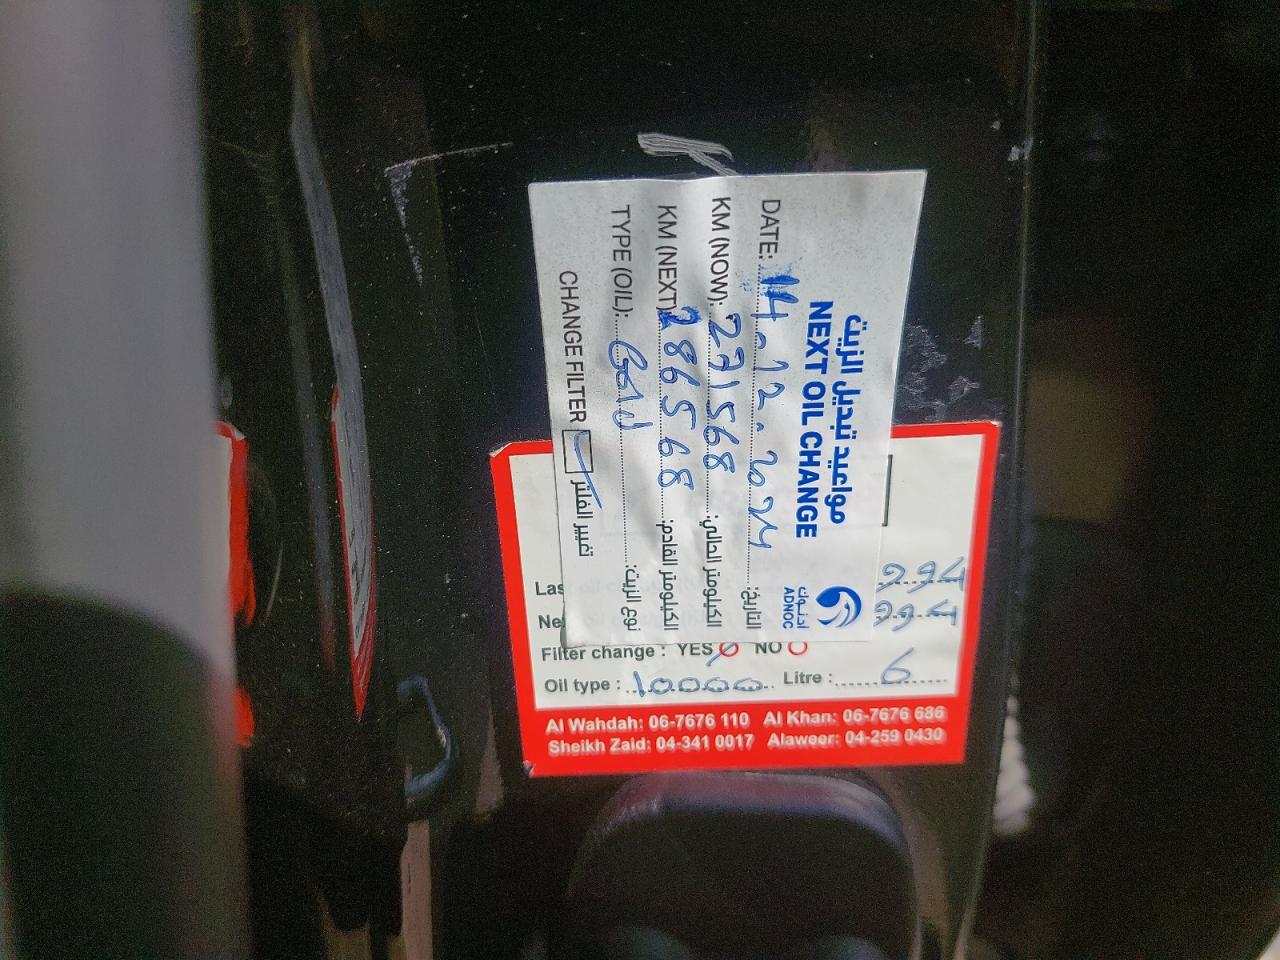 مواعيد تبديل الزيت
NEXT OIL CHANGE
ادنوك
ADNOC
DATE: 14.12.2024 التاريخ:
KM (NOW): 271568 الكيلومتر الحالي:
KM (NEXT) 286568 الكيلومتر القادم:
TYPE (OIL): Gold نوع الزيت:
CHANGE FILTER تغيير الفلتر
994
994
Filter change : YES NO
Oil type : 10000 Litre : 6
Al Wahdah: 06-7676 110 Al Khan: 06-7676 686
Sheikh Zaid: 04-341 0017 Alaweer: 04-259 0430